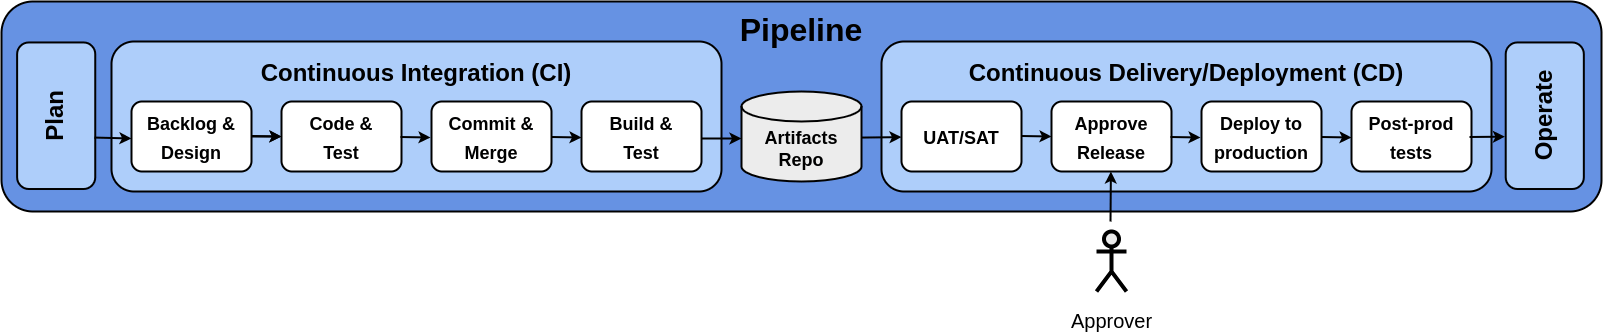 Pipeline
Plan
Continuous Integration (CI)
Backlog &
Design
Code &
Test
Commit &
Merge
Build &
Test
Artifacts
Repo
Continuous Delivery/Deployment (CD)
UAT/SAT
Approve
Release
Deploy to
production
Post-prod
tests
Operate
Approver